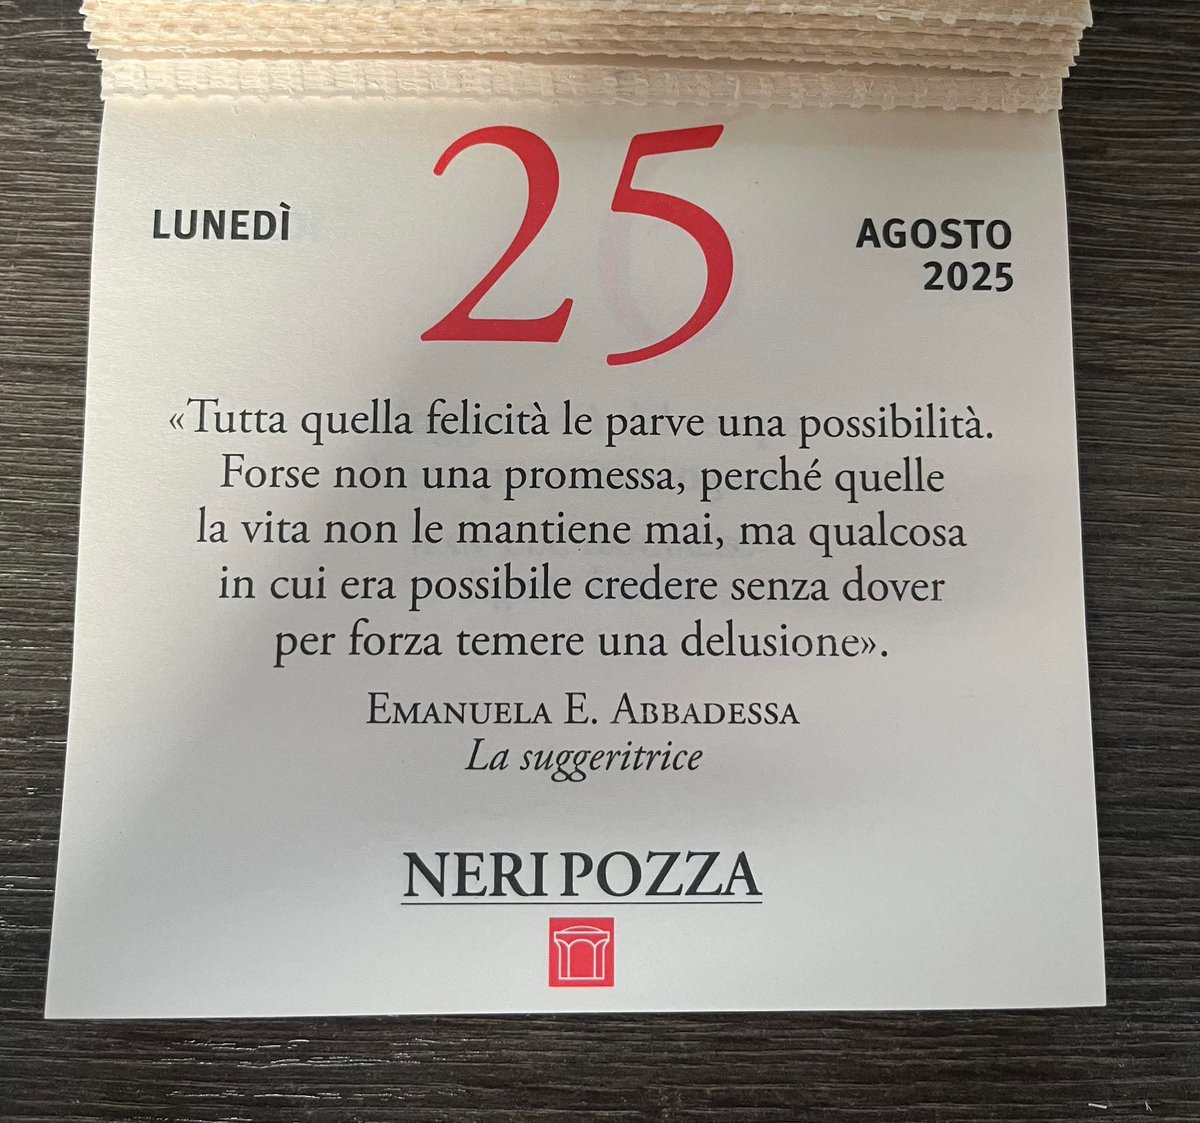 25
LUNEDÌ
AGOSTO
2025
«Tutta quella felicità le parve una possibilità.
Forse non una promessa, perché quelle
la vita non le mantiene mai, ma qualcosa
in cui era possibile credere senza dover
per forza temere una delusione».
EMANUELA E. ABBADESSA
La suggeritrice
NERI POZZA